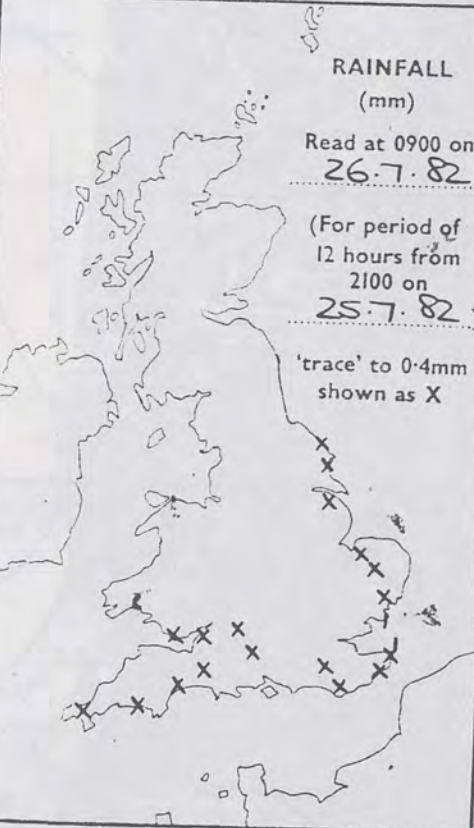 RAINFALL
(mm)
Read at 0900 on
26.7.82
(For period of
12 hours from
2100 on
25.7.82
'trace' to 0·4mm
shown as X
X
X
X
X
X
X
X X X
X X
X X X
X X
X X